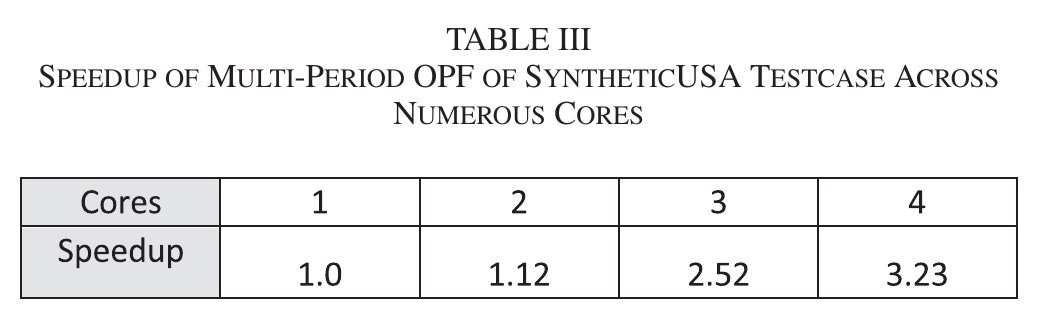 TABLE III
SPEEDUP OF MULTI-PERIOD OPF OF SYNTHETICUSA TESTCASE ACROSS
NUMEROUS CORES
Cores 1 2 3 4
Speedup 1.0 1.12 2.52 3.23